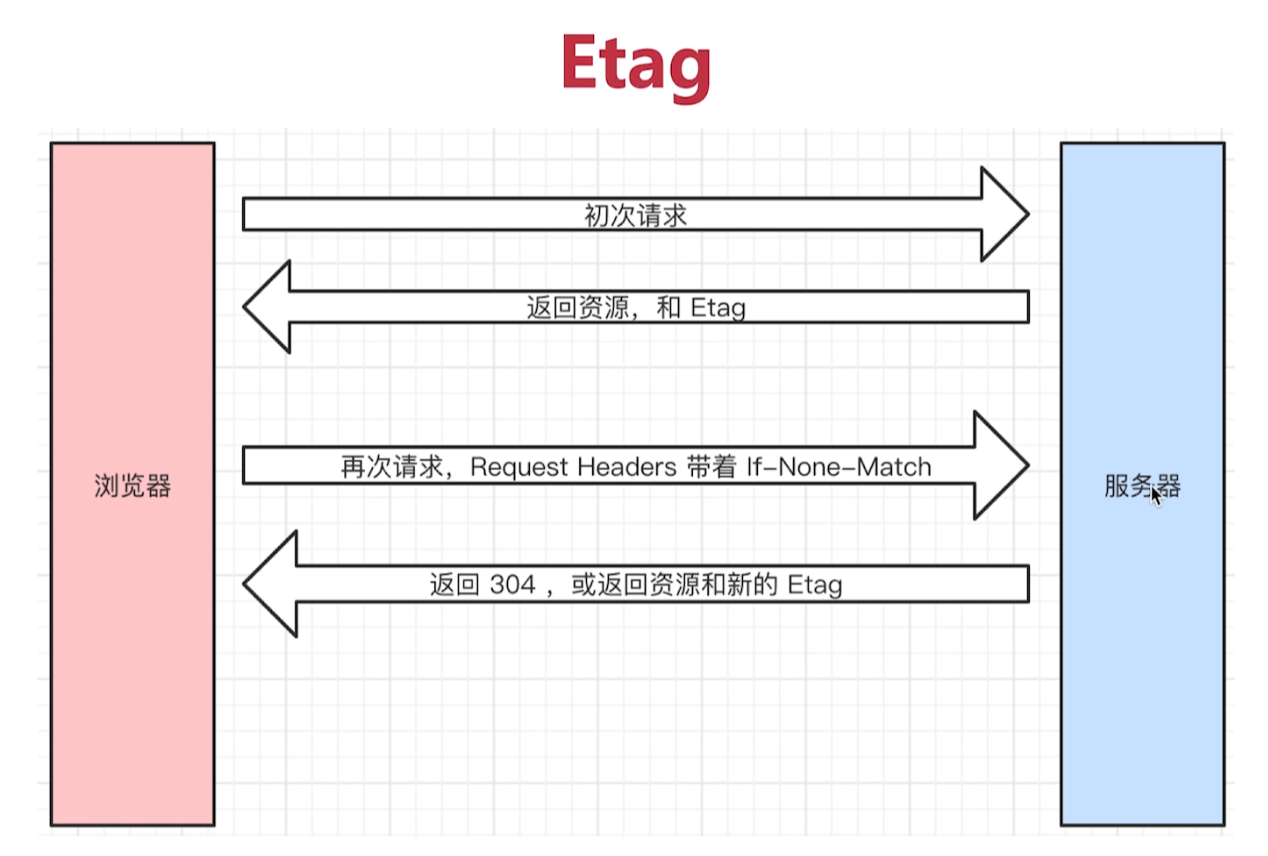 Etag
初次请求
返回资源，和 Etag
浏览器
再次请求，Request Headers 带着 If-None-Match
服务器
返回 304 ，或返回资源和新的 Etag